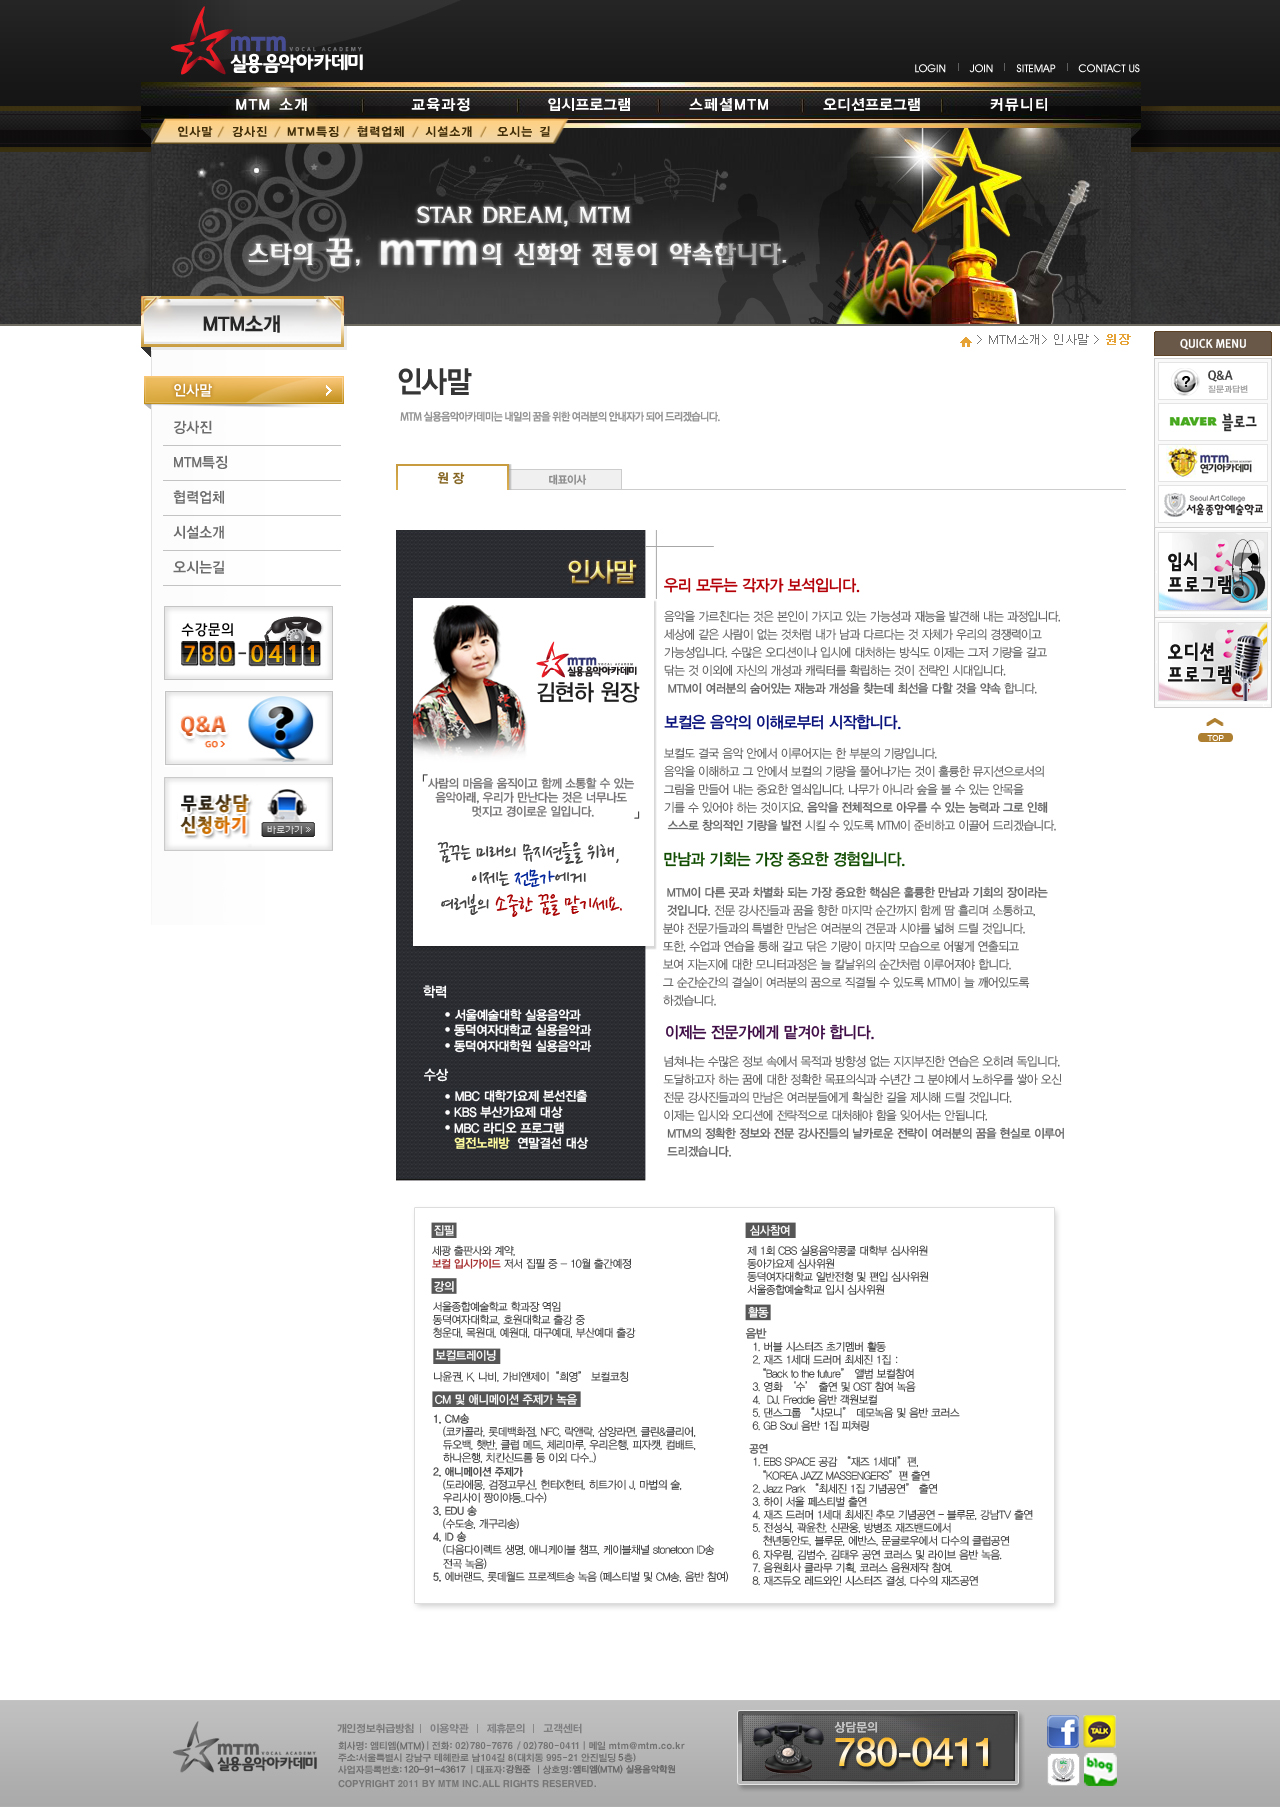 mTm VOCAL ACADEMY
실용음악아카데미
LOGIN | JOIN | SITEMAP | CONTACT US
MTM 소개 | 교육과정 | 입시프로그램 | 스페셜MTM | 오디션프로그램 | 커뮤니티
인사말 / 강사진 / MTM특징 / 협력업체 / 시설소개 / 오시는 길
STAR DREAM, MTM
스타의 꿈, mTm의 신화와 전통이 약속합니다.
THE BEST
MTM소개
> MTM소개> 인사말 > 원장
인사말
강사진
MTM특징
협력업체
시설소개
오시는길
수강문의
780-0411
Q&A
GO >
무료상담
신청하기
바로가기 »
QUICK MENU
Q&A
질문과답변
NAVER 블로그
mTm
연기아카데미
Seoul Art College
서울종합예술학교
입시
프로그램
오디션
프로그램
TOP
인사말
MTM 실용음악아카데미는 내일의 꿈을 위한 여러분의 안내자가 되어 드리겠습니다.
원 장
대표이사
인사말
mTm
실용음악아카데미
김현하 원장
「사람의 마음을 움직이고 함께 소통할 수 있는
음악아래, 우리가 만난다는 것은 너무나도
멋지고 경이로운 일입니다. 」
꿈꾸는 미래의 뮤지션들을 위해,
이제는 전문가에게
여러분의 소중한 꿈을 맡기세요.
학력
• 서울예술대학 실용음악과
• 동덕여자대학교 실용음악과
• 동덕여자대학원 실용음악과
수상
• MBC 대학가요제 본선진출
• KBS 부산가요제 대상
• MBC 라디오 프로그램
열전노래방 연말결선 대상
우리 모두는 각자가 보석입니다.
음악을 가르친다는 것은 본인이 가지고 있는 가능성과 재능을 발견해 내는 과정입니다.
세상에 같은 사람이 없는 것처럼 내가 남과 다르다는 것 자체가 우리의 경쟁력이고
가능성입니다. 수많은 오디션이나 입시에 대처하는 방식도 이제는 그저 기량을 갈고
닦는 것 이외에 자신의 개성과 캐릭터를 확립하는 것이 전략인 시대입니다.
MTM이 여러분의 숨어있는 재능과 개성을 찾는데 최선을 다할 것을 약속 합니다.
보컬은 음악의 이해로부터 시작합니다.
보컬도 결국 음악 안에서 이루어지는 한 부분의 기량입니다.
음악을 이해하고 그 안에서 보컬의 기량을 풀어나가는 것이 훌륭한 뮤지션으로서의
그림을 만들어 내는 중요한 열쇠입니다. 나무가 아니라 숲을 볼 수 있는 안목을
기를 수 있어야 하는 것이지요. 음악을 전체적으로 아우를 수 있는 능력과 그로 인해
스스로 창의적인 기량을 발전 시킬 수 있도록 MTM이 준비하고 이끌어 드리겠습니다.
만남과 기회는 가장 중요한 경험입니다.
MTM이 다른 곳과 차별화 되는 가장 중요한 핵심은 훌륭한 만남과 기회의 장이라는
것입니다. 전문 강사진들과 꿈을 향한 마지막 순간까지 함께 땀 흘리며 소통하고,
분야 전문가들과의 특별한 만남은 여러분의 견문과 시야를 넓혀 드릴 것입니다.
또한, 수업과 연습을 통해 갈고 닦은 기량이 마지막 모습으로 어떻게 연출되고
보여 지는지에 대한 모니터과정은 늘 칼날위의 순간처럼 이루어져야 합니다.
그 순간순간의 결실이 여러분의 꿈으로 직결될 수 있도록 MTM이 늘 깨어있도록
하겠습니다.
이제는 전문가에게 맡겨야 합니다.
넘쳐나는 수많은 정보 속에서 목적과 방향성 없는 지지부진한 연습은 오히려 독입니다.
도달하고자 하는 꿈에 대한 정확한 목표의식과 수년간 그 분야에서 노하우를 쌓아 오신
전문 강사진들과의 만남은 여러분들에게 확실한 길을 제시해 드릴 것입니다.
이제는 입시와 오디션에 전략적으로 대처해야 함을 잊어서는 안됩니다.
MTM의 정확한 정보와 전문 강사진들의 날카로운 전략이 여러분의 꿈을 현실로 이루어
드리겠습니다.
집필
세광 출판사와 계약,
보컬 입시가이드 저서 집필 중 – 10월 출간예정
강의
서울종합예술학교 학과장 역임
동덕여자대학교, 호원대학교 출강 중
청운대, 목원대, 예원대, 대구예대, 부산예대 출강
보컬트레이닝
나윤권, K, 나비, 가비앤제이 “희영” 보컬코칭
CM 및 애니메이션 주제가 녹음
1. CM송
(코카콜라, 롯데백화점, NFC, 락앤락, 삼양라면, 클린&클리어,
듀오백, 햇반, 클럽 메드, 체리마루, 우리은행, 피자캣, 컴배트,
하나은행, 치킨신드롬 등 이외 다수..)
2. 애니메이션 주제가
(도라에몽, 검정고무신, 헌터X헌터, 히트가이 J, 마법의 술,
우리사이 짱이야등..다수)
3. EDU 송
(수도송, 개구리송)
4. ID 송
(다음다이렉트 생명, 애니케이블 챔프, 케이블채널 stonetoon ID송
전곡 녹음)
5. 에버랜드, 롯데월드 프로젝트송 녹음 (페스티벌 및 CM송, 음반 참여)
심사참여
제 1회 CBS 실용음악콩쿨 대학부 심사위원
동아가요제 심사위원
동덕여자대학교 일반전형 및 편입 심사위원
서울종합예술학교 입시 심사위원
활동
음반
1. 버블 시스터즈 초기멤버 활동
2. 재즈 1세대 드러머 최세진 1집 :
“Back to the future” 앨범 보컬참여
3. 영화 ‘수’ 출연 및 OST 참여 녹음
4. DJ. Freddie 음반 객원보컬
5. 댄스그룹 “샤모니” 데모녹음 및 음반 코러스
6. GB Soul 음반 1집 피쳐링
공연
1. EBS SPACE 공감 “재즈 1세대” 편,
“KOREA JAZZ MASSENGERS” 편 출연
2. Jazz Park “최세진 1집 기념공연” 출연
3. 하이 서울 페스티벌 출연
4. 재즈 드러머 1세대 최세진 추모 기념공연 – 블루문, 강남TV 출연
5. 전성식, 곽윤찬, 신관웅, 방병조 재즈밴드에서
천년동안도, 블루문, 에반스, 문글로우에서 다수의 클럽공연
6. 자우림, 김범수, 김태우 공연 코러스 및 라이브 음반 녹음.
7. 음원회사 클라무 기획, 코러스 음원제작 참여.
8. 재즈듀오 레드와인 시스터즈 결성, 다수의 재즈공연
mTm VOCAL ACADEMY
실용음악아카데미
개인정보취급방침 | 이용약관 | 제휴문의 | 고객센터
회사명: 엠티엠(MTM) | 전화: 02)780-7676 / 02)780-0411 | 메일 mtm@mtm.co.kr
주소:서울특별시 강남구 테헤란로 남104길 8(대치동 995-21 안진빌딩 5층)
사업자등록번호: 120-91-43617 | 대표자:강원준 | 상호명:엠티엠(MTM) 실용음악학원
COPYRIGHT 2011 BY MTM INC.ALL RIGHTS RESERVED.
상담문의
780-0411
f
TALK
blog